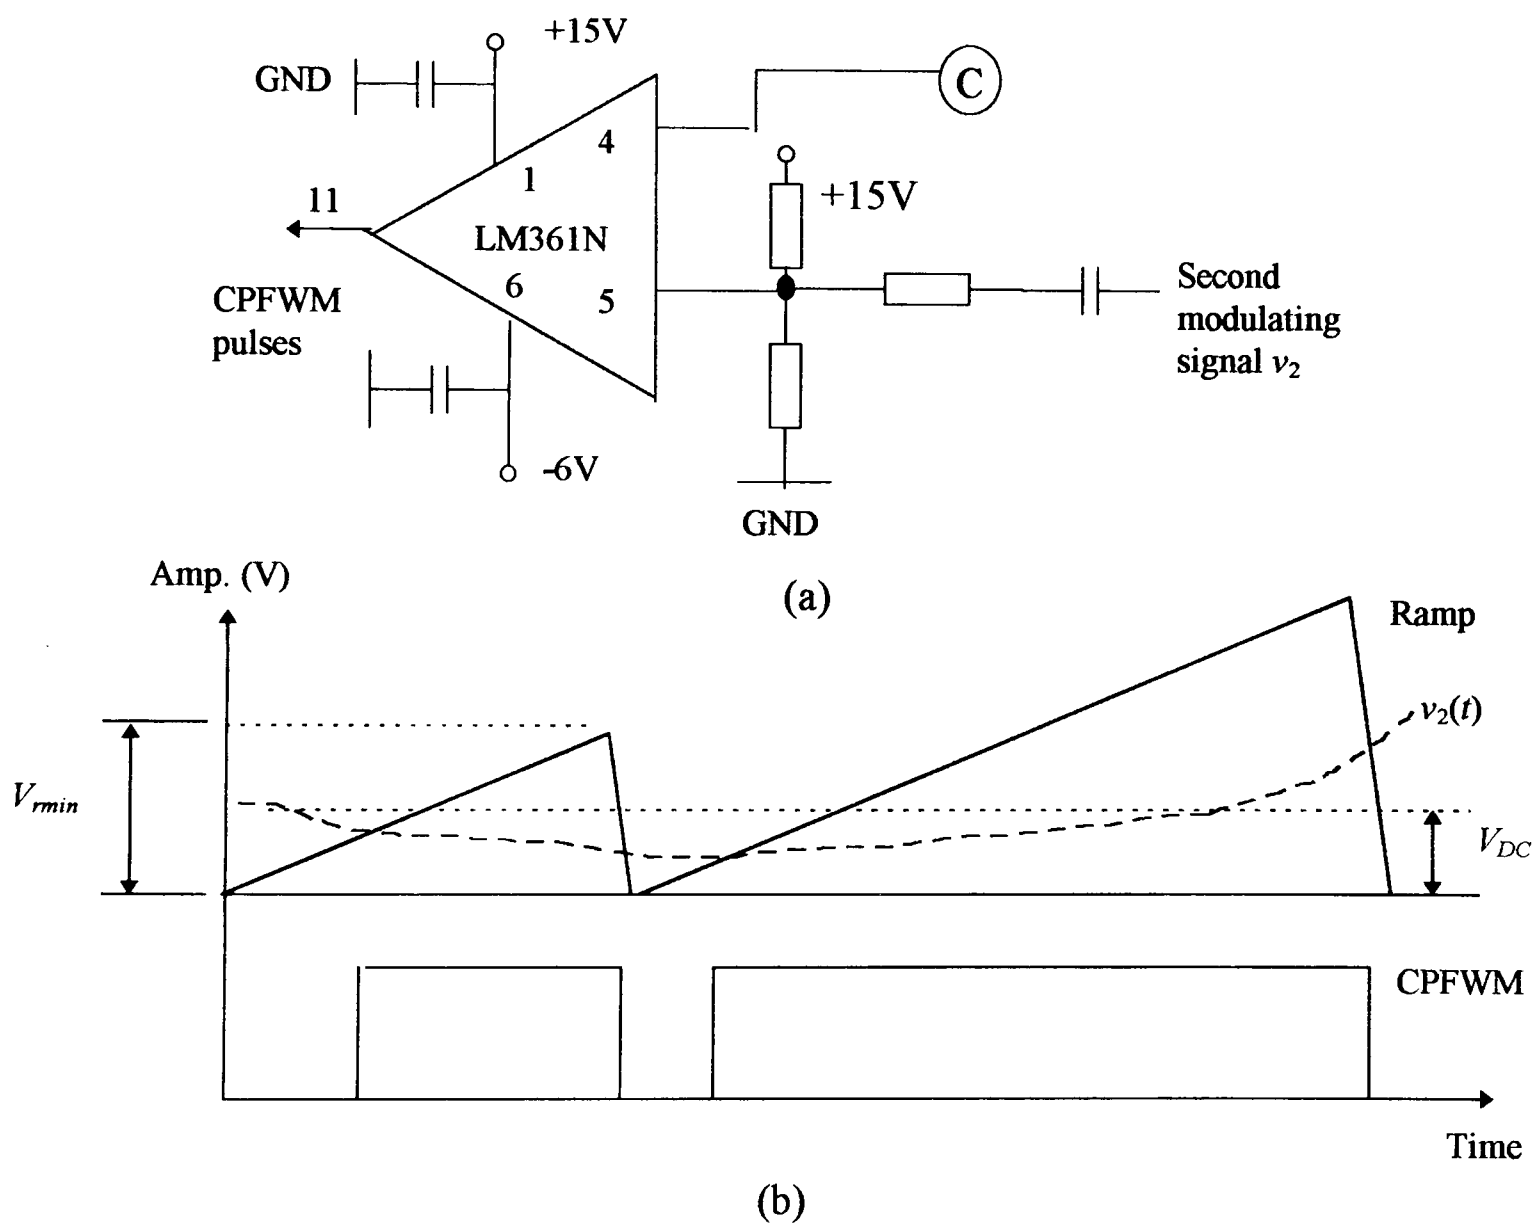 +15V
GND
C
4
1
+15V
11
LM361N
6
5
CPFWM
pulses
Second
modulating
signal v₂
-6V
GND
(a)
Amp. (V)
Ramp
v₂(t)
Vrmin
VDC
CPFWM
Time
(b)